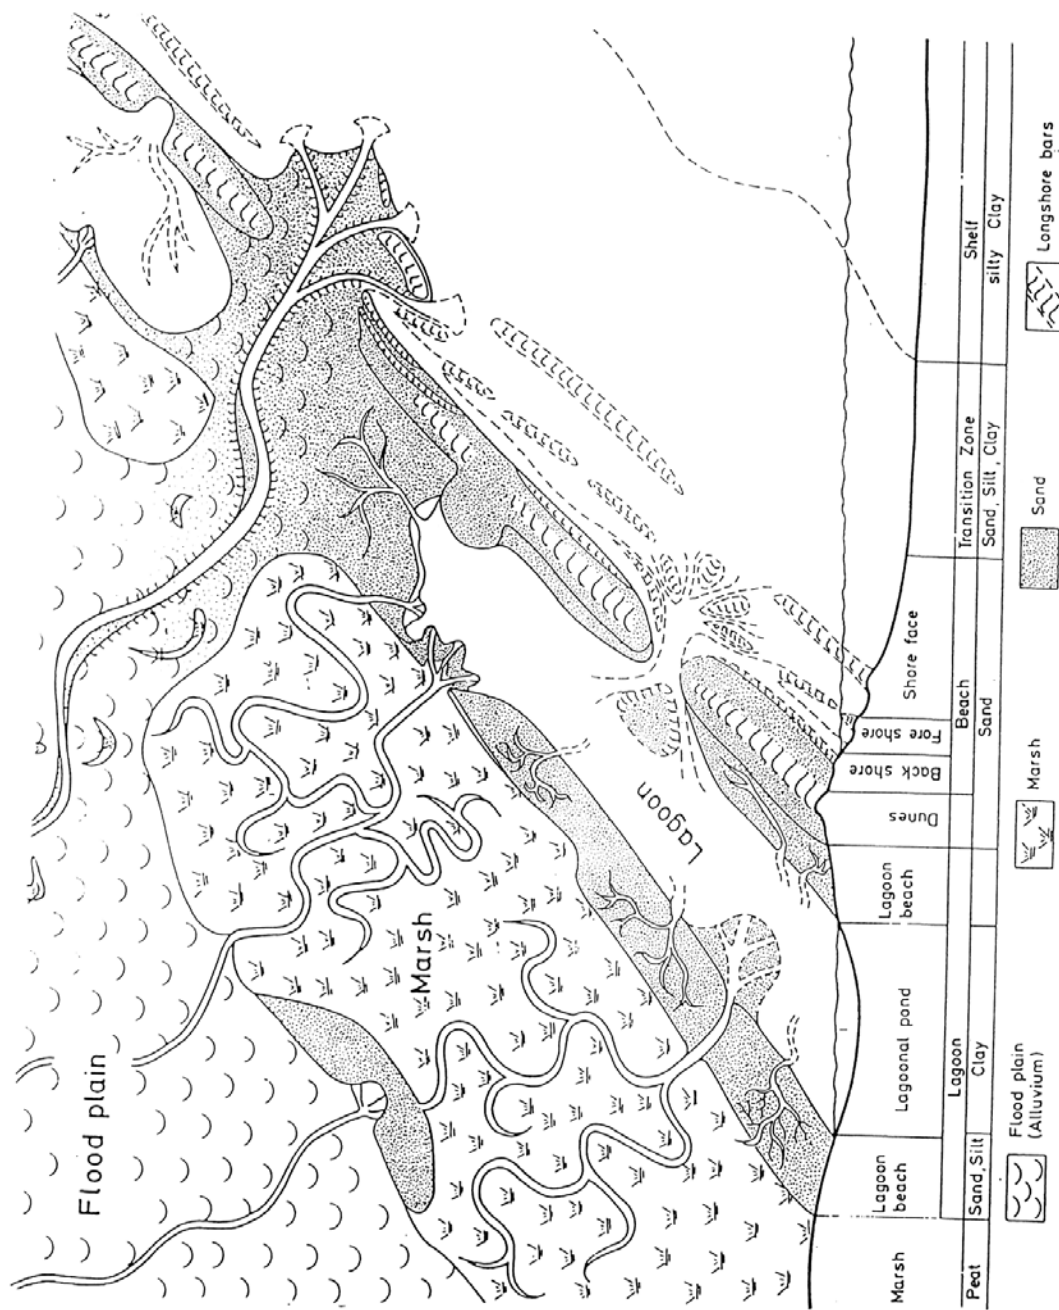 Flood plain
Marsh
Lagoon
Marsh
Lagoon
beach
Lagoonal pond
Lagoon
beach
Dunes
Back shore
Fore shore
Shore face
Transition Zone
Shelf
Lagoon
Beach
Peat
Sand, Silt
Clay
Sand
Sand, Silt, Clay
silty Clay
Flood plain
(Alluvium)
Marsh
Sand
Longshore bars